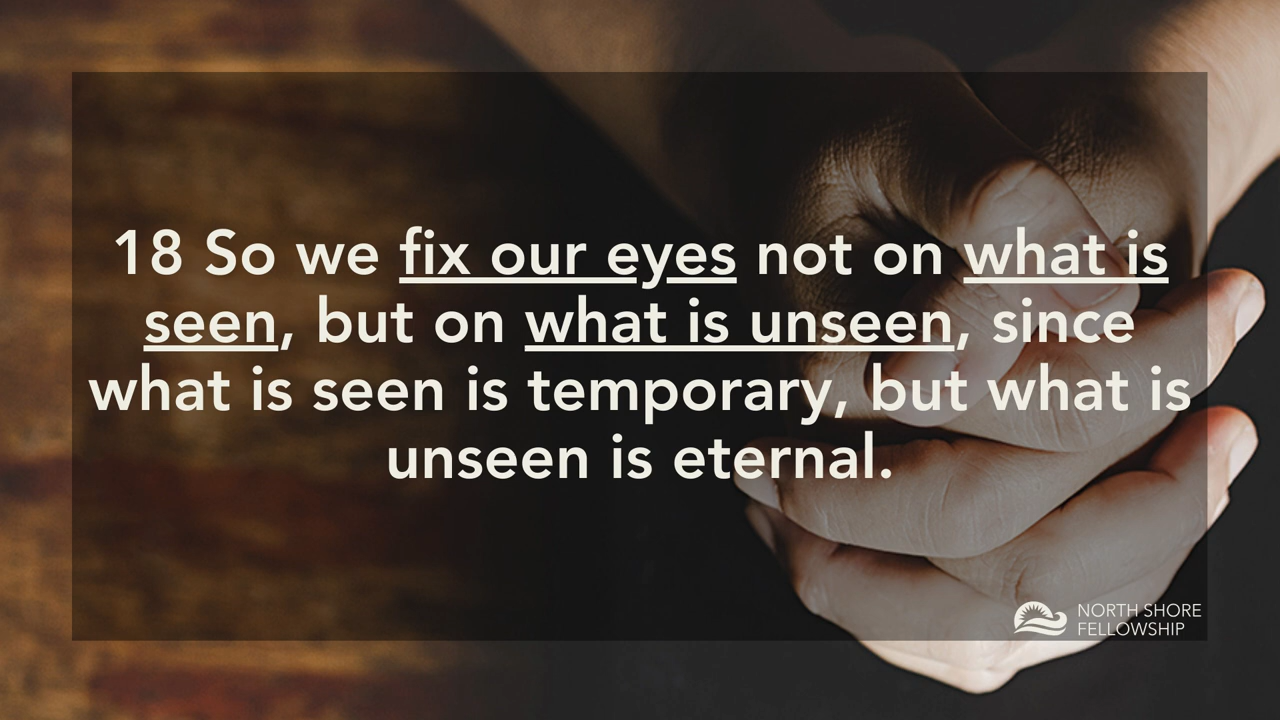 18 So we fix our eyes not on what is
seen, but on what is unseen, since
what is seen is temporary, but what is
unseen is eternal.
NORTH SHORE
FELLOWSHIP